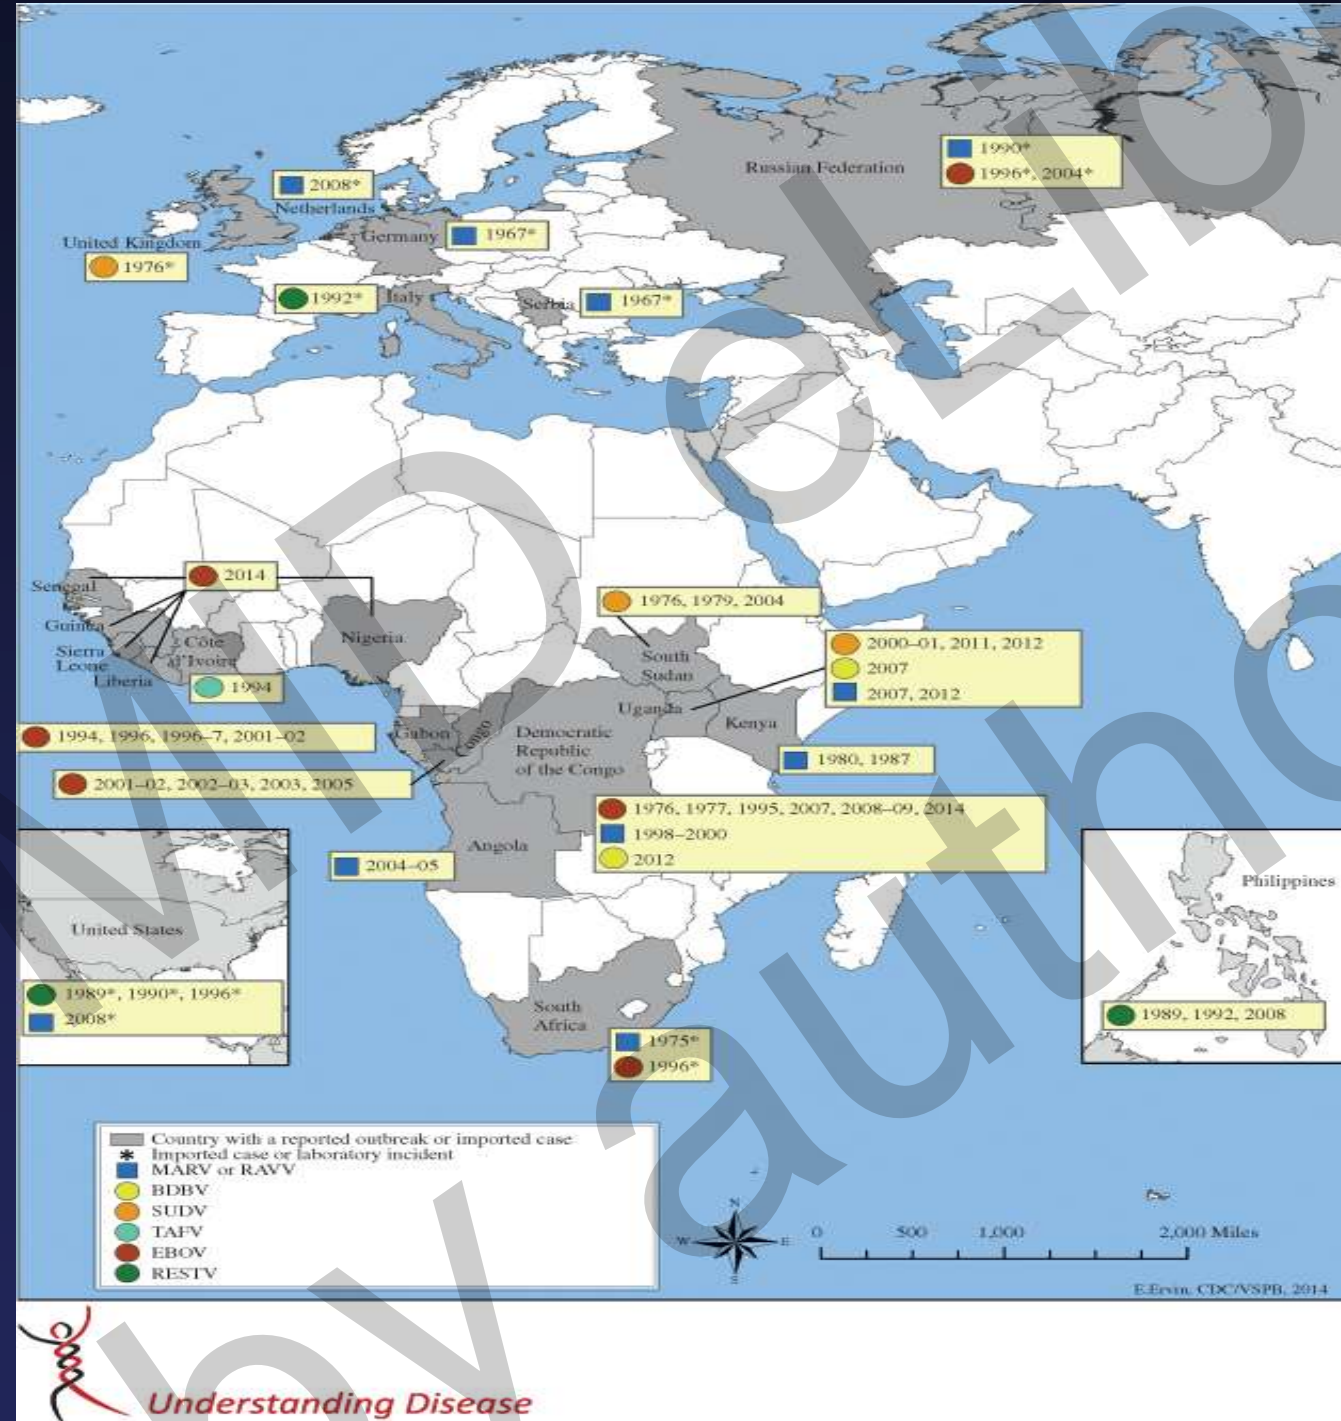 1990*
Russian Federation
1996*, 2004*
2008*
Netherlands
Germany
1967*
United Kingdom
1976*
1992*
Italy
Serbia
1967*
Senegal
2014
Guinea
Sierra
Leone
Liberia
Côte
d'Ivoire
1994
Nigeria
1976, 1979, 2004
South
Sudan
2000–01, 2011, 2012
2007
2007, 2012
Uganda
Kenya
1980, 1987
1994, 1996, 1996–7, 2001–02
Gabon
Congo
2001–02, 2002–03, 2003, 2005
Democratic
Republic
of the Congo
1976, 1977, 1995, 2007, 2008–09, 2014
1998–2000
2012
Angola
2004–05
United States
1989*, 1990*, 1996*
2008*
South
Africa
1975*
1996*
Philippines
1989, 1992, 2008
Country with a reported outbreak or imported case
* Imported case or laboratory incident
MARV or RAVV
BDBV
SUDV
TAFV
EBOV
RESTV
N
W
E
S
0 500 1,000 2,000 Miles
E.Ervin, CDC/VSPB, 2014
Understanding Disease
by author